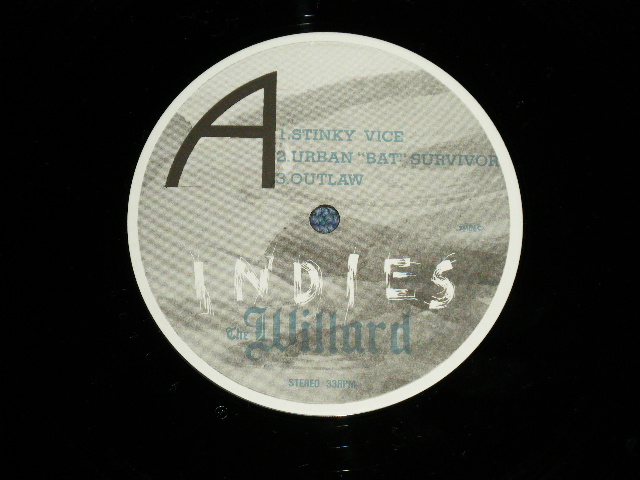 A
1.STINKY VICE
2.URBAN "BAT" SURVIVOR
3.OUTLAW
INDIES
The Willard
STEREO 33RPM